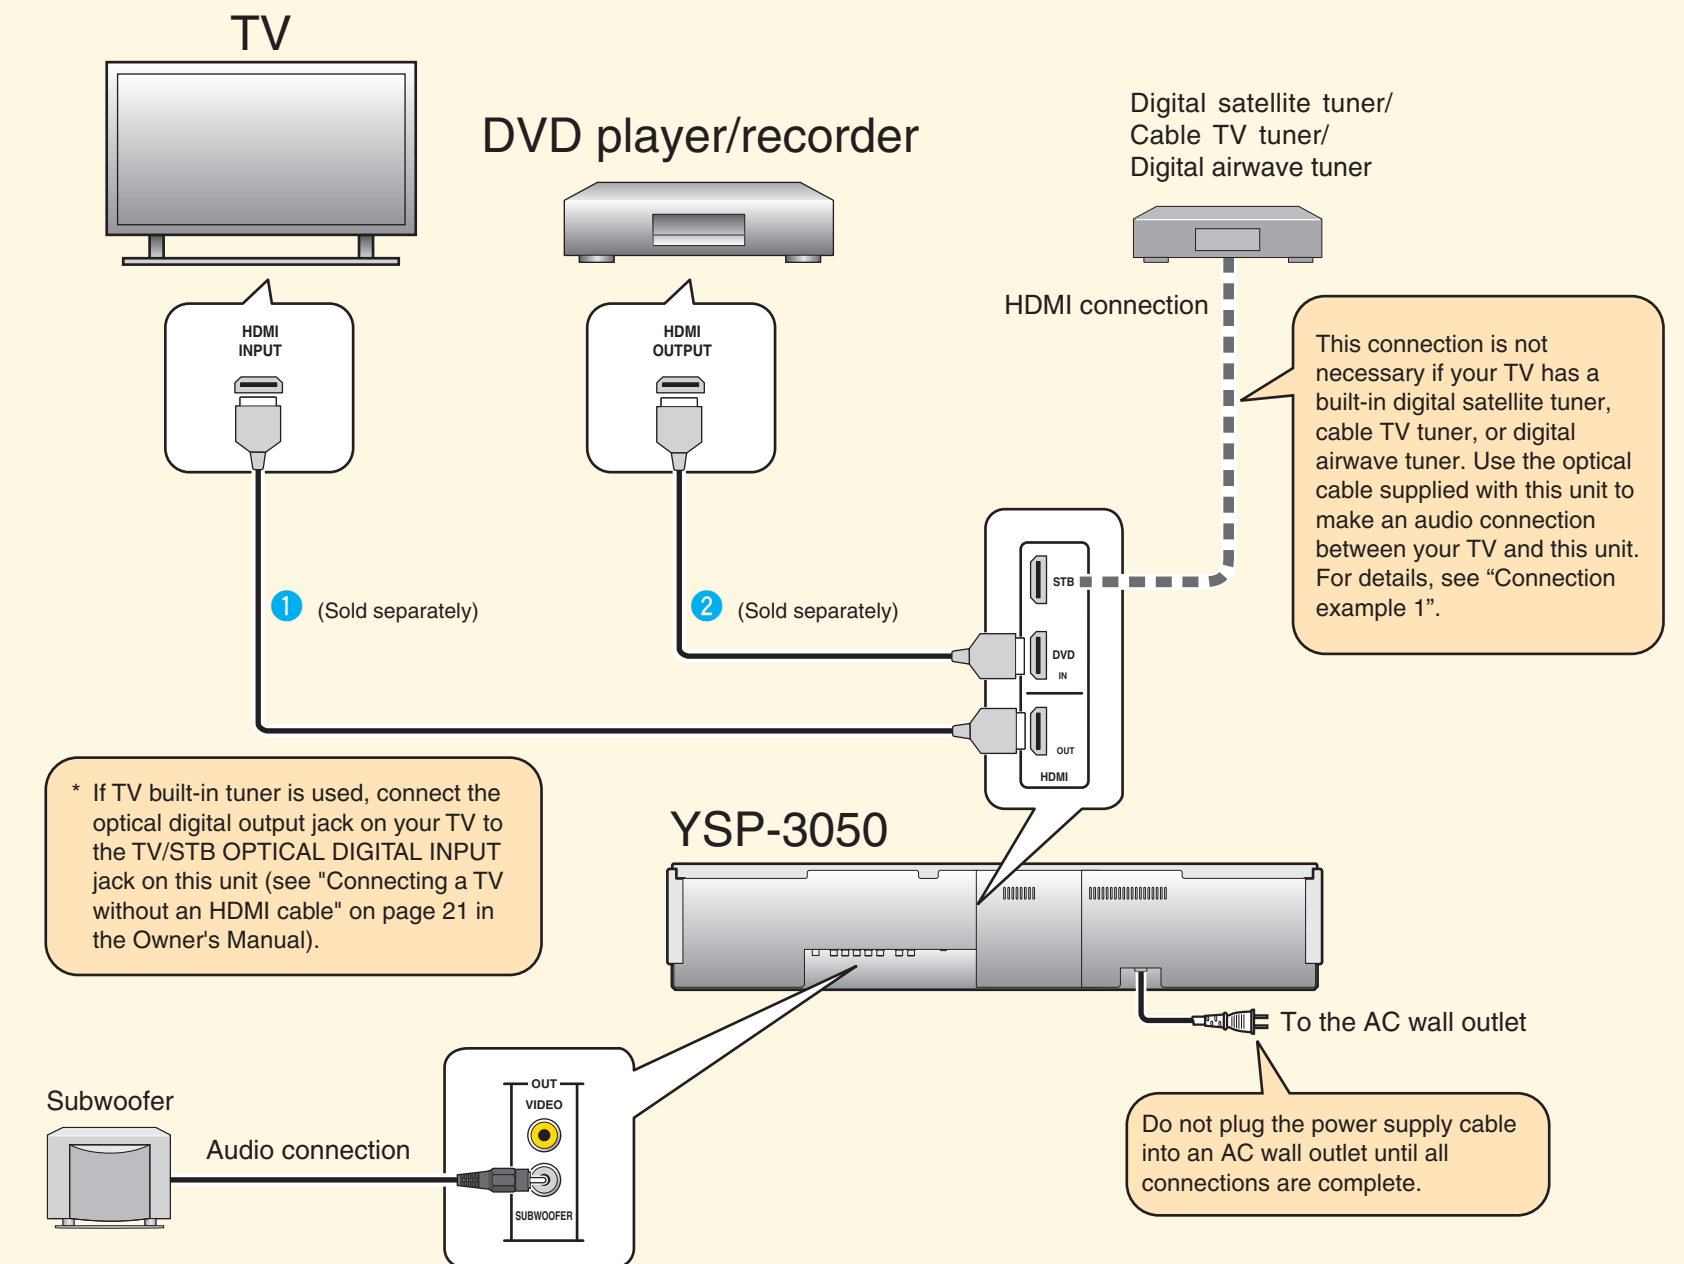 TV
DVD player/recorder
Digital satellite tuner/
Cable TV tuner/
Digital airwave tuner
HDMI
INPUT
HDMI
OUTPUT
HDMI connection
This connection is not
necessary if your TV has a
built-in digital satellite tuner,
cable TV tuner, or digital
airwave tuner. Use the optical
cable supplied with this unit to
make an audio connection
between your TV and this unit.
For details, see “Connection
example 1”.
1 (Sold separately)
2 (Sold separately)
STB
DVD
IN
OUT
HDMI
* If TV built-in tuner is used, connect the
optical digital output jack on your TV to
the TV/STB OPTICAL DIGITAL INPUT
jack on this unit (see "Connecting a TV
without an HDMI cable" on page 21 in
the Owner's Manual).
YSP-3050
To the AC wall outlet
Do not plug the power supply cable
into an AC wall outlet until all
connections are complete.
Subwoofer
Audio connection
OUT
VIDEO
SUBWOOFER